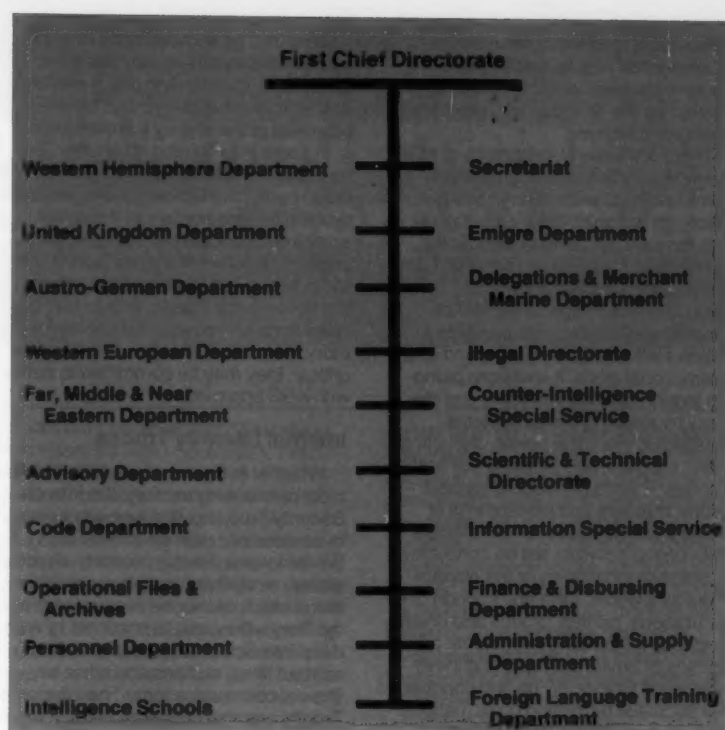 First Chief Directorate
Western Hemisphere Department
Secretariat
United Kingdom Department
Emigre Department
Austro-German Department
Delegations & Merchant
Marine Department
Western European Department
Illegal Directorate
Far, Middle & Near
Eastern Department
Counter-Intelligence
Special Service
Advisory Department
Scientific & Technical
Directorate
Code Department
Information Special Service
Operational Files &
Archives
Finance & Disbursing
Department
Personnel Department
Administration & Supply
Department
Intelligence Schools
Foreign Language Training
Department